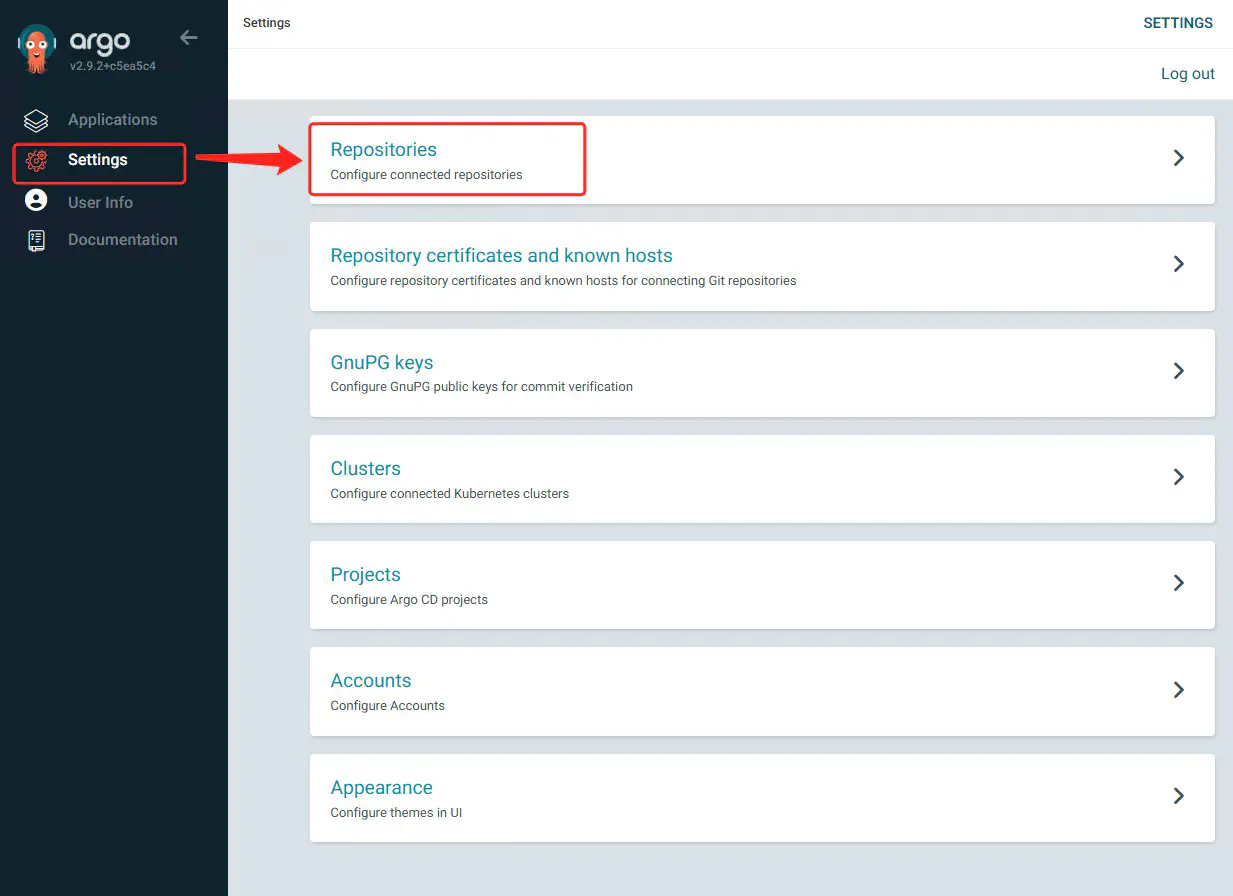 argo
v2.9.2+c5ea5c4
Applications
Settings
User Info
Documentation
Settings
SETTINGS
Log out
Repositories
Configure connected repositories
Repository certificates and known hosts
Configure repository certificates and known hosts for connecting Git repositories
GnuPG keys
Configure GnuPG public keys for commit verification
Clusters
Configure connected Kubernetes clusters
Projects
Configure Argo CD projects
Accounts
Configure Accounts
Appearance
Configure themes in UI